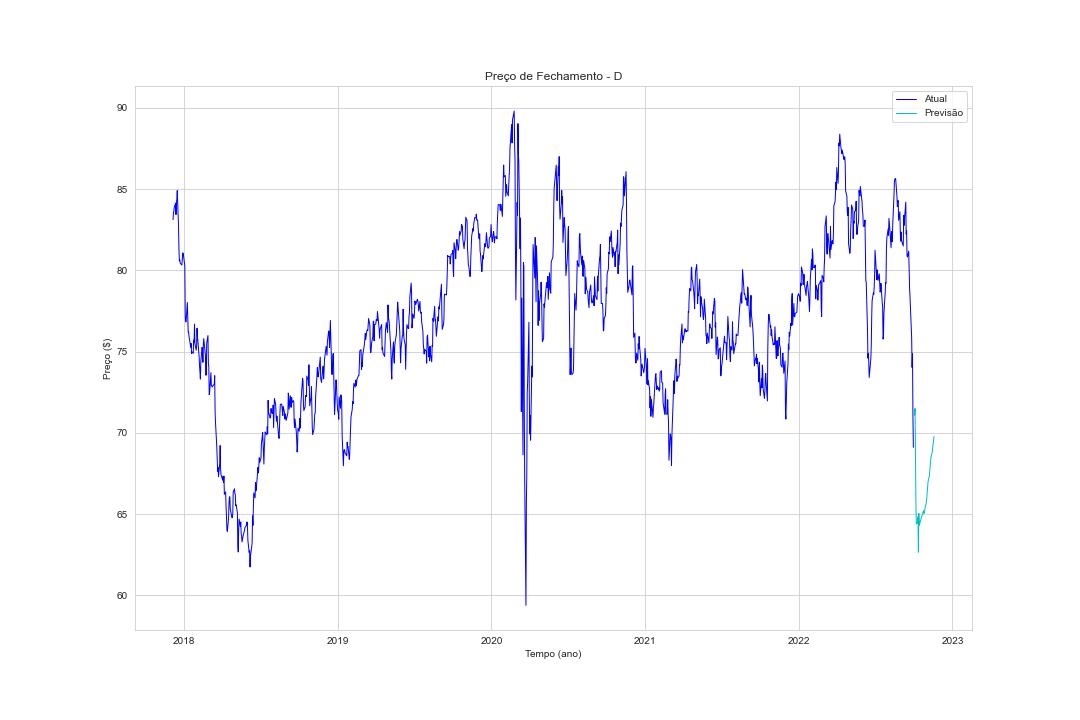 Preço de Fechamento - D
Atual
Previsão
Preço ($)
90
85
80
75
70
65
60
2018
2019
2020
2021
2022
2023
Tempo (ano)